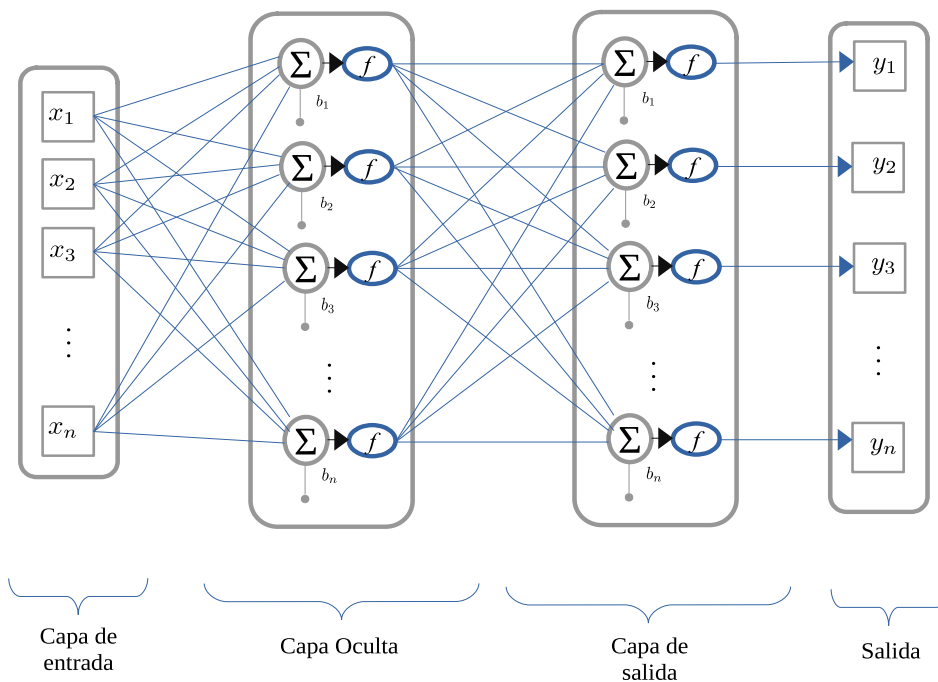 x1
x2
x3
⋮
xn
Σ f
b1
Σ f
b2
Σ f
b3
⋮
Σ f
bn
Σ f
b1
Σ f
b2
Σ f
b3
⋮
Σ f
bn
y1
y2
y3
⋮
yn
Capa de
entrada
Capa Oculta
Capa de
salida
Salida